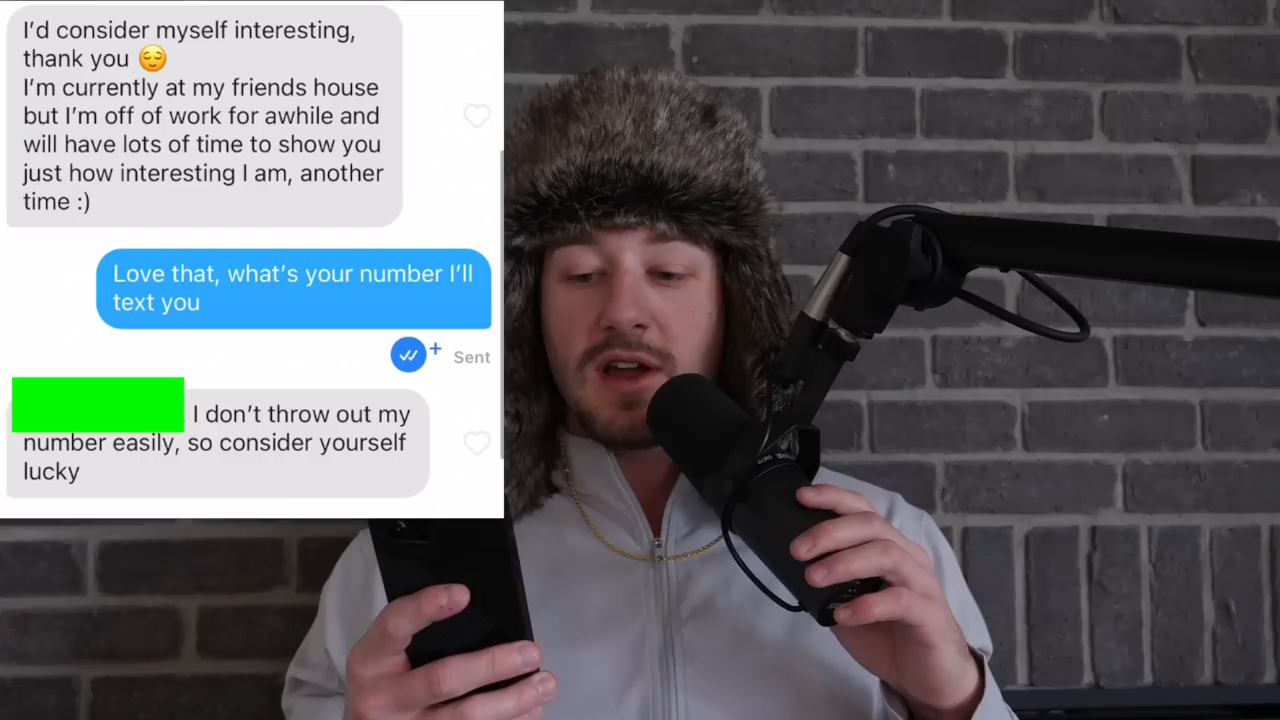 I'd consider myself interesting,
thank you 😌
I'm currently at my friends house
but I'm off of work for awhile and
will have lots of time to show you
just how interesting I am, another
time :)
Love that, what's your number I'll
text you
Sent
I don't throw out my
number easily, so consider yourself
lucky